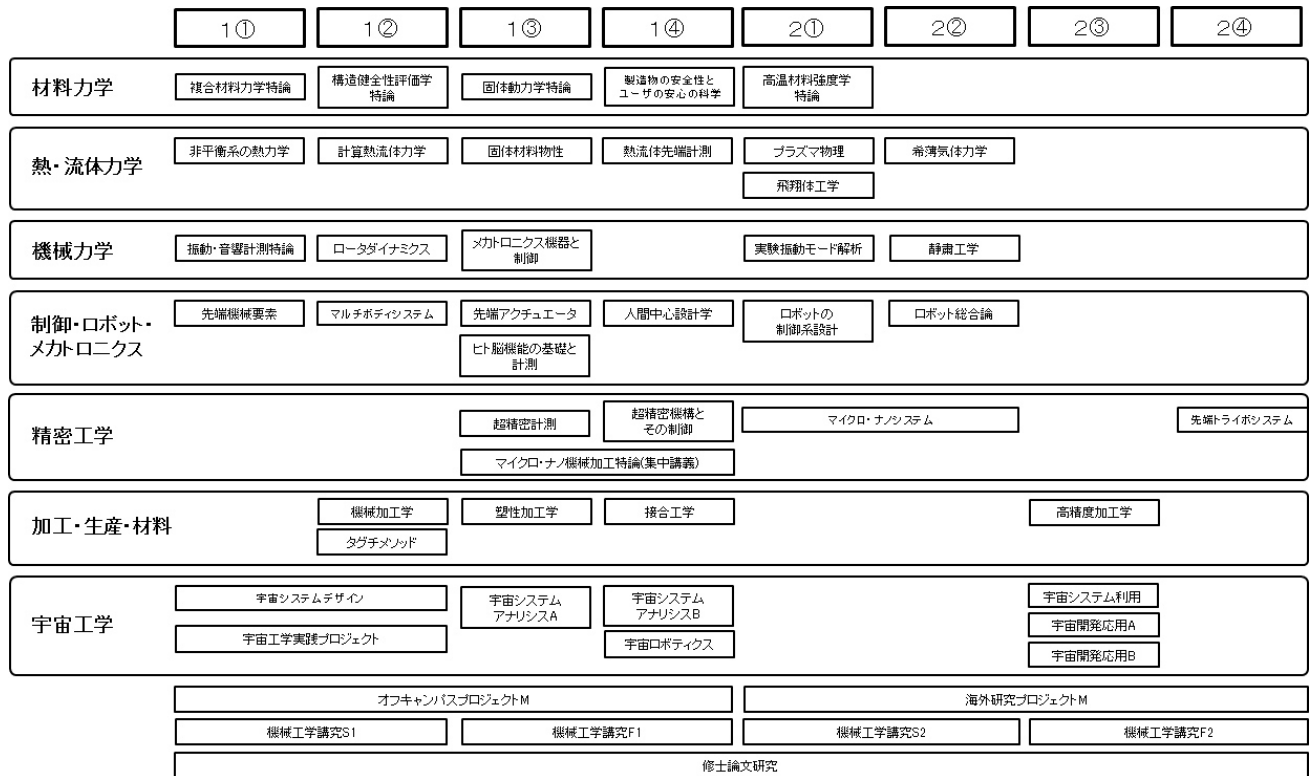 1① 1② 1③ 1④ 2① 2② 2③ 2④
材料力学
複合材料力学特論
構造健全性評価学
特論
固体動力学特論
製造物の安全性と
ユーザの安心の科学
高温材料強度学
特論
熱・流体力学
非平衡系の熱力学
計算熱流体力学
固体材料物性
熱流体先端計測
プラズマ物理
希薄気体力学
飛翔体工学
機械力学
振動・音響計測特論
ロータダイナミクス
メカトロニクス機器と
制御
実験振動モード解析
静粛工学
制御・ロボット・
メカトロニクス
先端機械要素
マルチボディシステム
先端アクチュエータ
人間中心設計学
ロボットの
制御系設計
ロボット総合論
ヒト脳機能の基礎と
計測
精密工学
超精密計測
超精密機構と
その制御
マイクロ・ナノシステム
先端トライボシステム
マイクロ・ナノ機械加工特論(集中講義)
加工・生産・材料
機械加工学
塑性加工学
接合工学
高精度加工学
タグチメソッド
宇宙工学
宇宙システムデザイン
宇宙システム
アナリシスA
宇宙システム
アナリシスB
宇宙システム利用
宇宙工学実践プロジェクト
宇宙ロボティクス
宇宙開発応用A
宇宙開発応用B
オフキャンパスプロジェクトM
海外研究プロジェクトM
機械工学講究S1
機械工学講究F1
機械工学講究S2
機械工学講究F2
修士論文研究